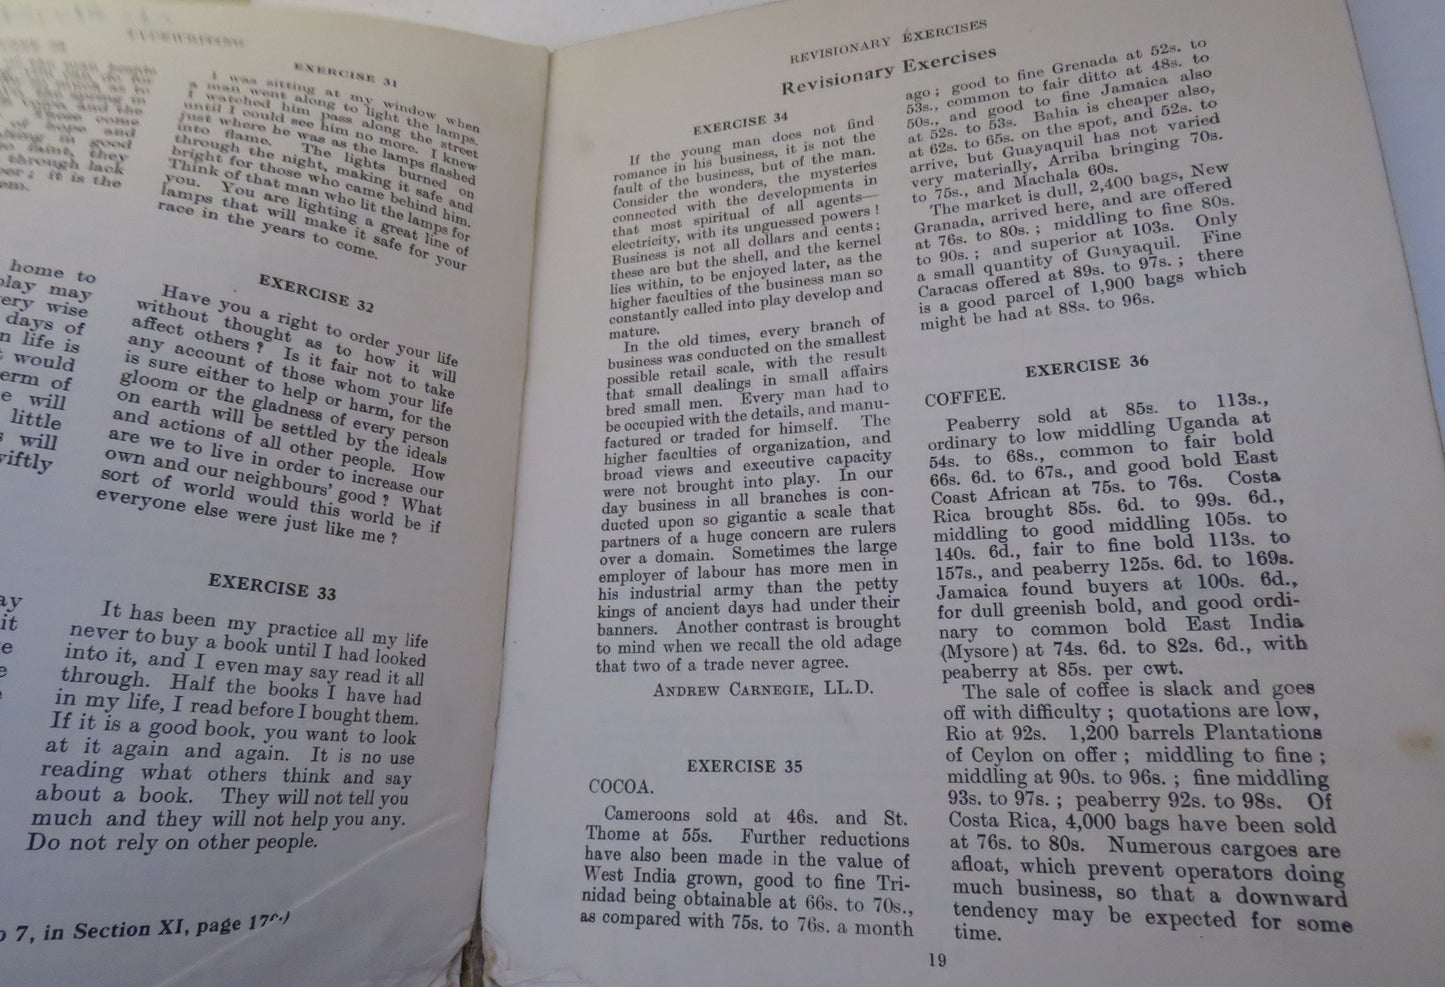 TYPEWRITING
home to
play may
very wise
days of
n life is
would
erm of
e will
little
will
wiftly
ay
it
e
e
EXERCISE 31
I was sitting at my window when
a man went along to light the lamps.
I watched him pass along the street
until I could see him no more. I knew
just where he was as the lamps flashed
into flame. The lights burned on
through the night, making it safe and
bright for those who came behind him.
Think of that man who lit the lamps for
you. You are lighting a great line of
lamps that will make it safe for your
race in the years to come.
EXERCISE 32
Have you a right to order your life
without thought as to how it will
affect others ? Is it fair not to take
any account of those whom your life
is sure either to help or harm, for the
gloom or the gladness of every person
on earth will be settled by the ideals
and actions of all other people. How
are we to live in order to increase our
own and our neighbours' good ? What
sort of world would this world be if
everyone else were just like me ?
EXERCISE 33
It has been my practice all my life
never to buy a book until I had looked
into it, and I even may say read it all
through. Half the books I have had
in my life, I read before I bought them.
If it is a good book, you want to look
at it again and again. It is no use
reading what others think and say
about a book. They will not tell you
much and they will not help you any.
Do not rely on other people.
o 7, in Section XI, page 176.)
REVISIONARY EXERCISES
Revisionary Exercises
EXERCISE 34
If the young man does not find
romance in his business, it is not the
fault of the business, but of the man.
Consider the wonders, the mysteries
connected with the developments in
that most spiritual of all agents—
electricity, with its unguessed powers !
Business is not all dollars and cents ;
these are but the shell, and the kernel
lies within, to be enjoyed later, as the
higher faculties of the business man so
constantly called into play develop and
mature.
In the old times, every branch of
business was conducted on the smallest
possible retail scale, with the result
that small dealings in small affairs
bred small men. Every man had to
be occupied with the details, and manu-
factured or traded for himself. The
higher faculties of organization, and
broad views and executive capacity
were not brought into play. In our
day business in all branches is con-
ducted upon so gigantic a scale that
partners of a huge concern are rulers
over a domain. Sometimes the large
employer of labour has more men in
his industrial army than the petty
kings of ancient days had under their
banners. Another contrast is brought
to mind when we recall the old adage
that two of a trade never agree.
ANDREW CARNEGIE, LL.D.
EXERCISE 35
COCOA.
Cameroons sold at 46s. and St.
Thome at 55s. Further reductions
have also been made in the value of
West India grown, good to fine Tri-
nidad being obtainable at 66s. to 70s.,
as compared with 75s. to 76s. a month
ago ; good to fine Grenada at 52s. to
53s., common to fair ditto at 48s. to
50s., and good to fine Jamaica also
at 52s. to 53s. Bahia is cheaper also,
at 62s. to 65s. on the spot, and 52s. to
arrive, but Guayaquil has not varied
very materially, Arriba bringing 70s.
to 75s., and Machala 60s.
The market is dull, 2,400 bags, New
Granada, arrived here, and are offered
at 76s. to 80s. ; middling to fine 80s.
to 90s. ; and superior at 103s. Only
a small quantity of Guayaquil. Fine
Caracas offered at 89s. to 97s. ; there
is a good parcel of 1,900 bags which
might be had at 88s. to 96s.
EXERCISE 36
COFFEE.
Peaberry sold at 85s. to 113s.,
ordinary to low middling Uganda at
54s. to 68s., common to fair bold
66s. 6d. to 67s., and good bold East
Coast African at 75s. to 76s. Costa
Rica brought 85s. 6d. to 99s. 6d.,
middling to good middling 105s. to
140s. 6d., fair to fine bold 113s. to
157s., and peaberry 125s. 6d. to 169s.
Jamaica found buyers at 100s. 6d.,
for dull greenish bold, and good ordi-
nary to common bold East India
(Mysore) at 74s. 6d. to 82s. 6d., with
peaberry at 85s. per cwt.
The sale of coffee is slack and goes
off with difficulty ; quotations are low,
Rio at 92s. 1,200 barrels Plantations
of Ceylon on offer ; middling to fine ;
middling at 90s. to 96s. ; fine middling
93s. to 97s. ; peaberry 92s. to 98s. Of
Costa Rica, 4,000 bags have been sold
at 76s. to 80s. Numerous cargoes are
afloat, which prevent operators doing
much business, so that a downward
tendency may be expected for some
time.
19